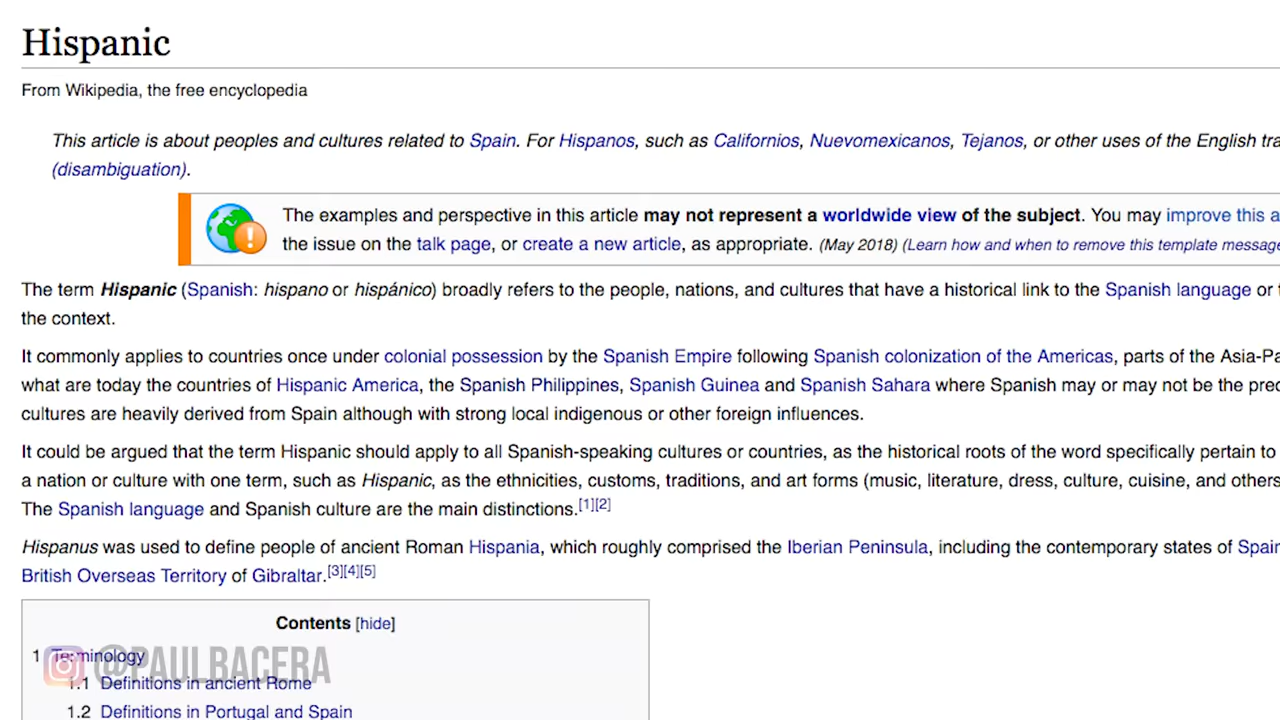 Hispanic
From Wikipedia, the free encyclopedia
This article is about peoples and cultures related to Spain. For Hispanos, such as Californios, Nuevomexicanos, Tejanos, or other uses of the English tra
(disambiguation).
The examples and perspective in this article may not represent a worldwide view of the subject. You may improve this a
the issue on the talk page, or create a new article, as appropriate. (May 2018) (Learn how and when to remove this template message
The term Hispanic (Spanish: hispano or hispánico) broadly refers to the people, nations, and cultures that have a historical link to the Spanish language or t
the context.
It commonly applies to countries once under colonial possession by the Spanish Empire following Spanish colonization of the Americas, parts of the Asia-Pa
what are today the countries of Hispanic America, the Spanish Philippines, Spanish Guinea and Spanish Sahara where Spanish may or may not be the pred
cultures are heavily derived from Spain although with strong local indigenous or other foreign influences.
It could be argued that the term Hispanic should apply to all Spanish-speaking cultures or countries, as the historical roots of the word specifically pertain to
a nation or culture with one term, such as Hispanic, as the ethnicities, customs, traditions, and art forms (music, literature, dress, culture, cuisine, and others
The Spanish language and Spanish culture are the main distinctions.[1][2]
Hispanus was used to define people of ancient Roman Hispania, which roughly comprised the Iberian Peninsula, including the contemporary states of Spain
British Overseas Territory of Gibraltar.[3][4][5]
Contents [hide]
1 Terminology
@PAULBACERA
1.1 Definitions in ancient Rome
1.2 Definitions in Portugal and Spain